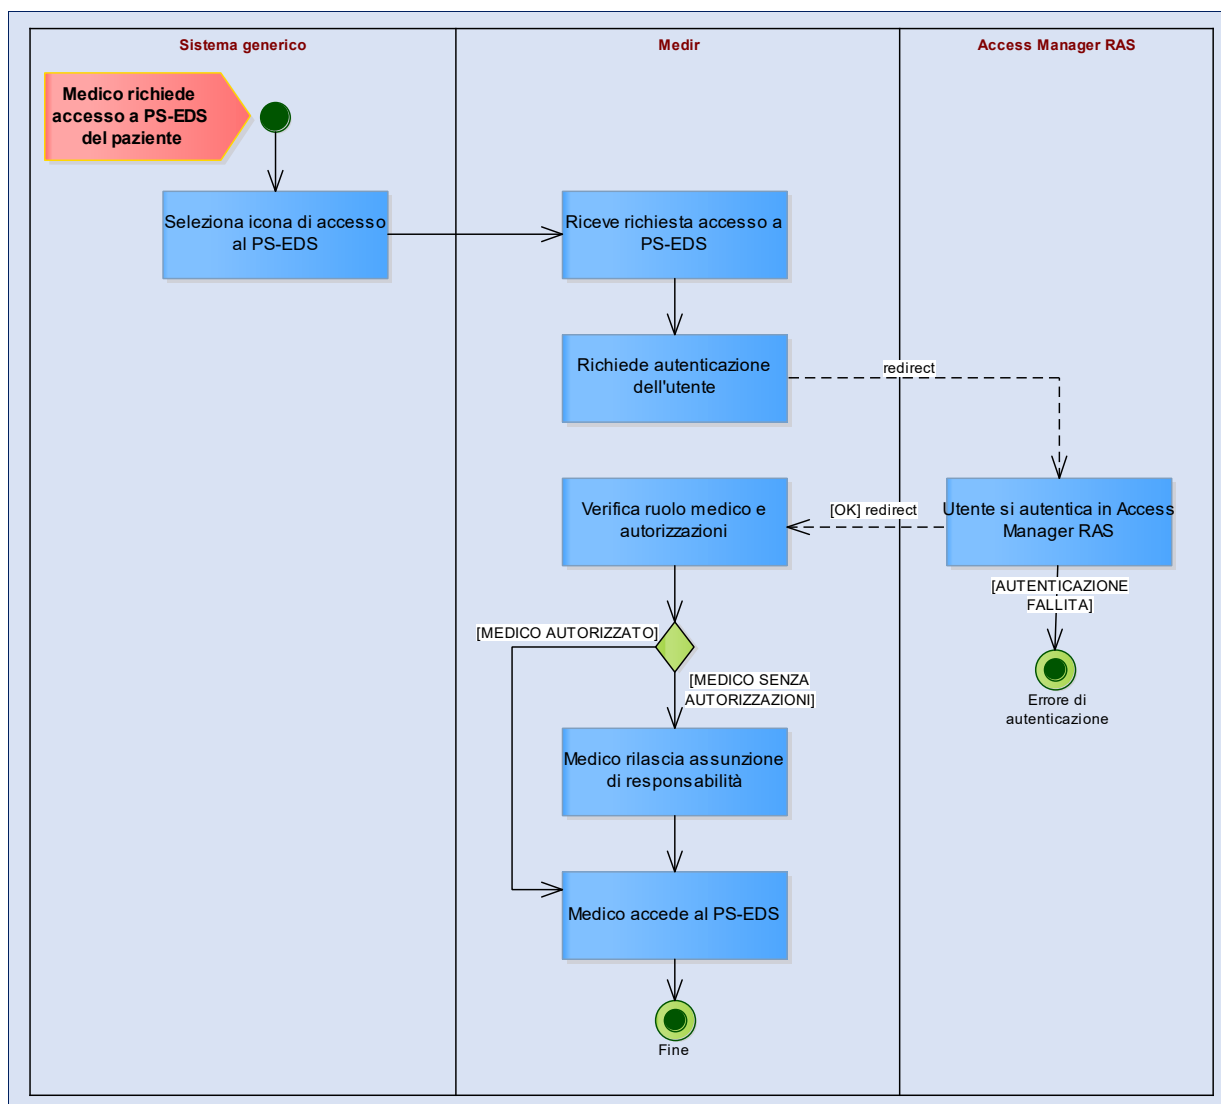 Sistema generico
Medir
Access Manager RAS
Medico richiede
accesso a PS-EDS
del paziente
Seleziona icona di accesso
al PS-EDS
Riceve richiesta accesso a
PS-EDS
Richiede autenticazione
dell'utente
redirect
Utente si autentica in Access
Manager RAS
[OK] redirect
Verifica ruolo medico e
autorizzazioni
[AUTENTICAZIONE
FALLITA]
Errore di
autenticazione
[MEDICO AUTORIZZATO]
[MEDICO SENZA
AUTORIZZAZIONI]
Medico rilascia assunzione
di responsabilità
Medico accede al PS-EDS
Fine